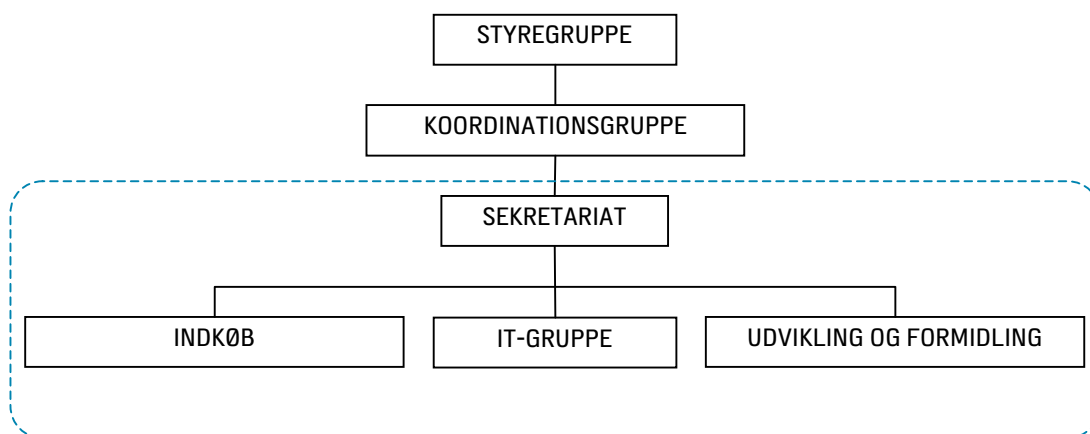 STYREGRUPPE
KOORDINATIONSGRUPPE
SEKRETARIAT
INDKØB
IT-GRUPPE
UDVIKLING OG FORMIDLING